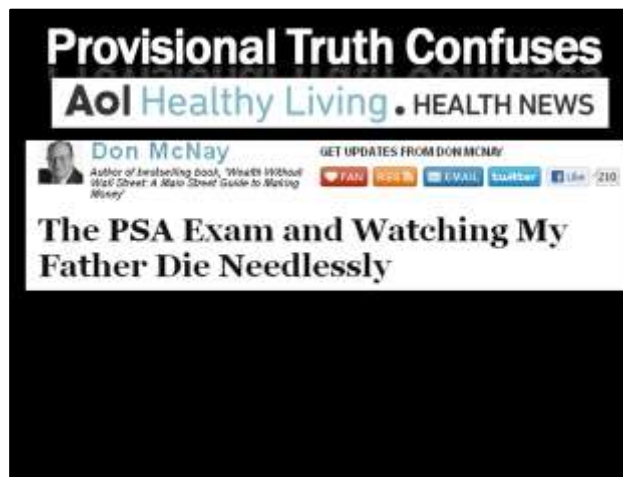 Provisional Truth Confuses
Aol Healthy Living . HEALTH NEWS
Don McNay
GET UPDATES FROM DON MCNAY
Author of bestselling book, 'Wealth Without
Wall Street: A Main Street Guide to Making
Money'
FAN RSS EMAIL twitter Like 210
The PSA Exam and Watching My
Father Die Needlessly